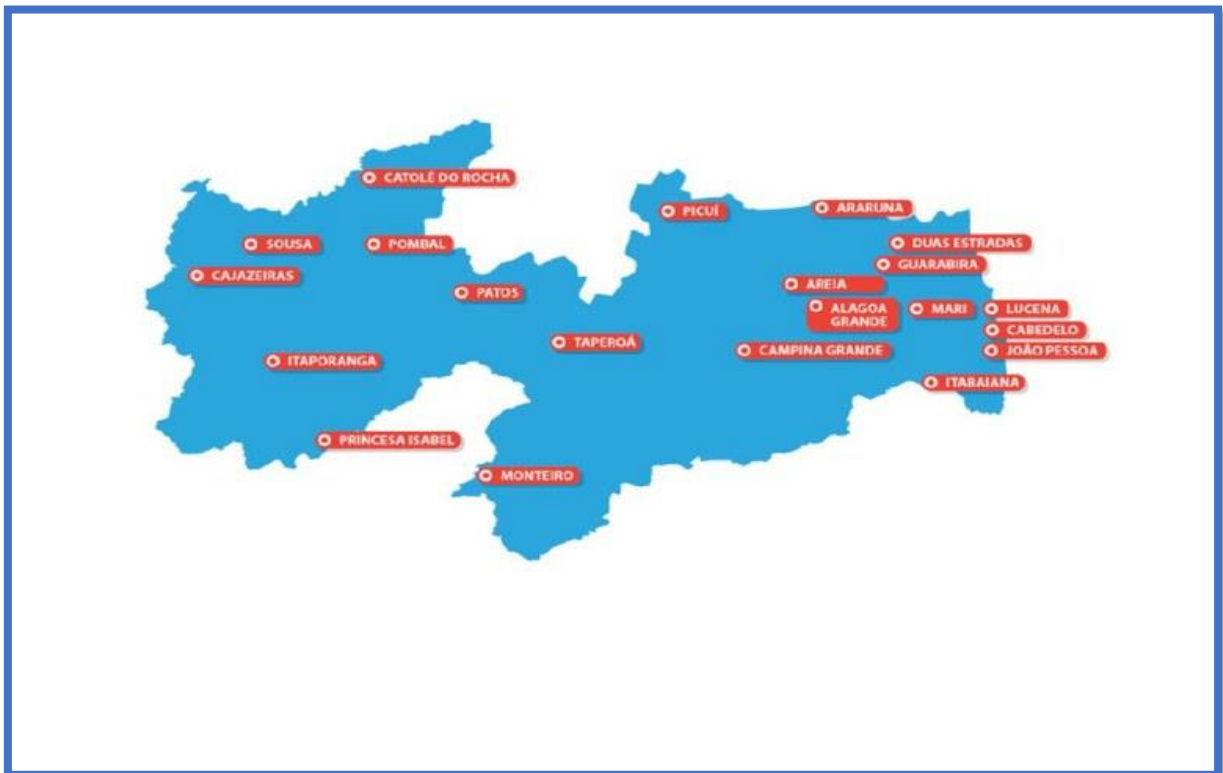 CATOLÉ DO ROCHA
PICUÍ
ARARUNA
SOUSA
POMBAL
DUAS ESTRADAS
GUARABIRA
CAJAZEIRAS
AREIA
PATOS
ALAGOA
GRANDE
MARI
LUCENA
CABEDELO
TAPEROÁ
CAMPINA GRANDE
JOÃO PESSOA
ITAPORANGA
ITABAIANA
PRINCESA ISABEL
MONTEIRO